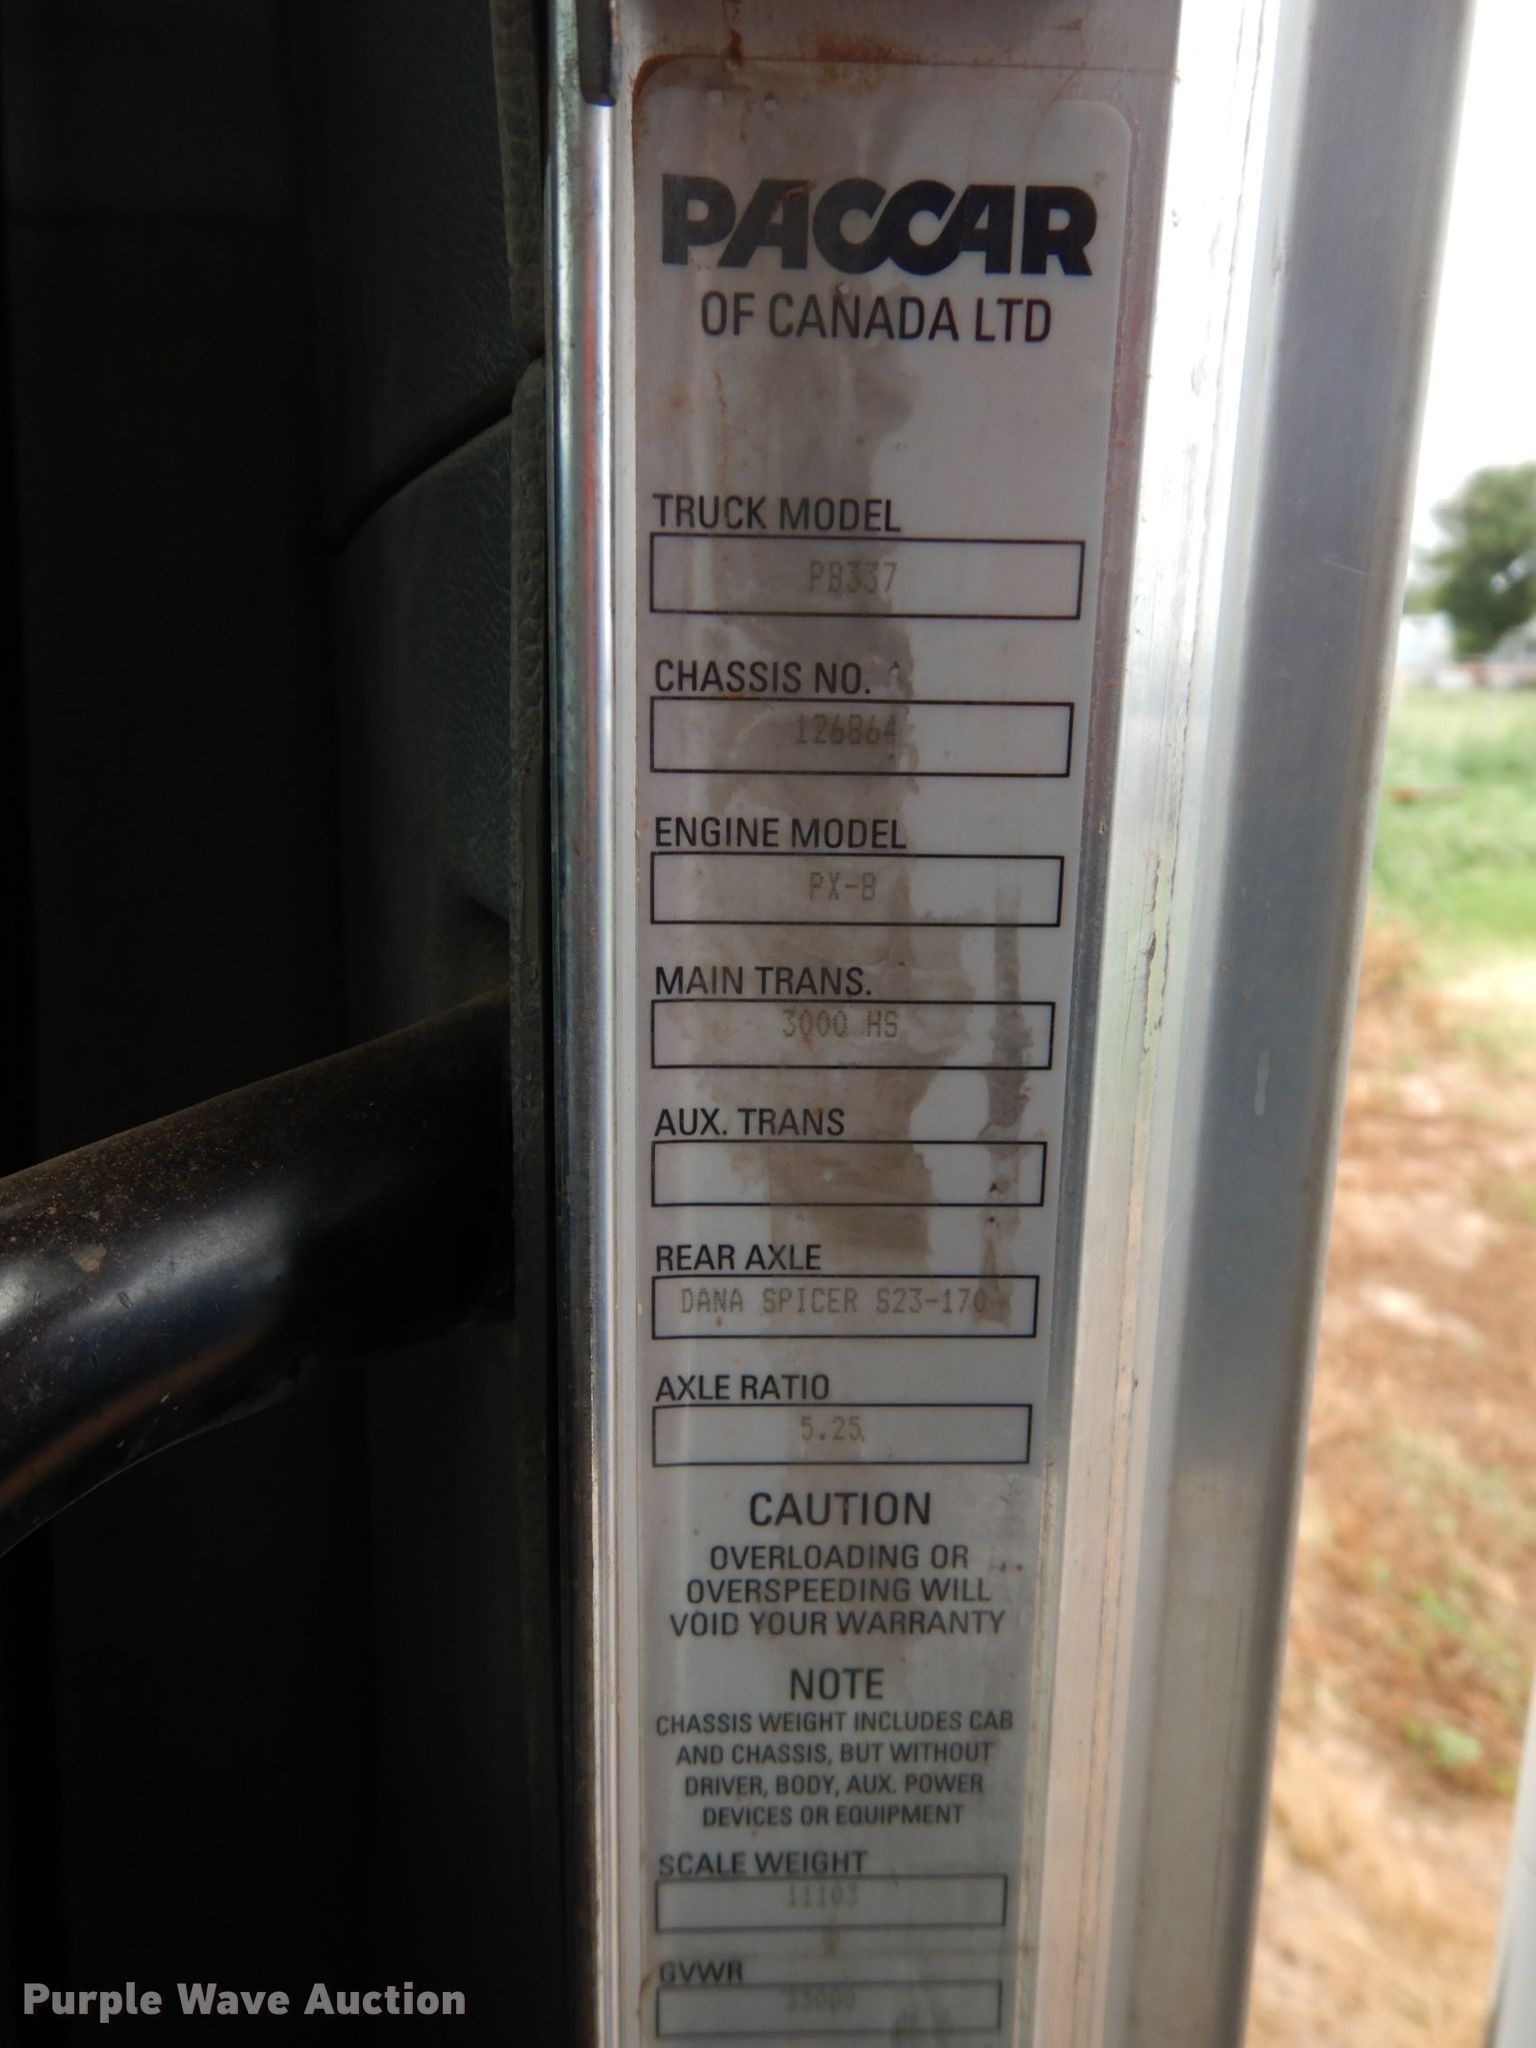 PACCAR
OF CANADA LTD
TRUCK MODEL
PB337
CHASSIS NO.
126864
ENGINE MODEL
PX-8
MAIN TRANS.
3000 HS
AUX. TRANS
REAR AXLE
DANA SPICER S23-170
AXLE RATIO
5.25
CAUTION
OVERLOADING OR
OVERSPEEDING WILL
VOID YOUR WARRANTY
NOTE
CHASSIS WEIGHT INCLUDES CAB
AND CHASSIS, BUT WITHOUT
DRIVER, BODY, AUX. POWER
DEVICES OR EQUIPMENT
SCALE WEIGHT
11103
GVWR
33000
Purple Wave Auction